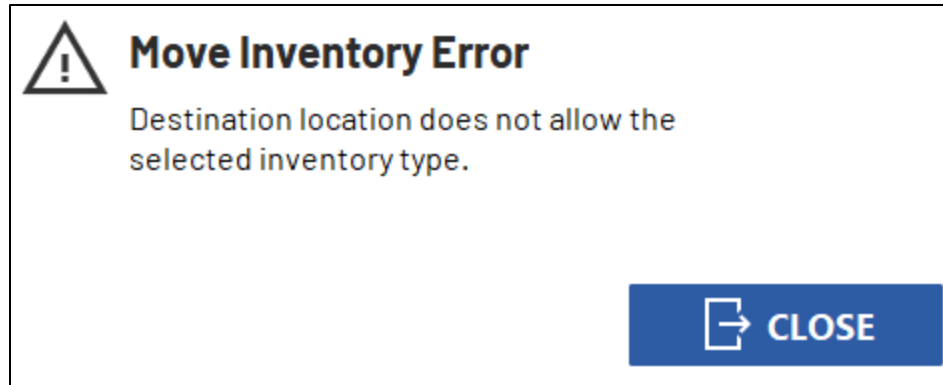 Move Inventory Error
Destination location does not allow the
selected inventory type.
CLOSE